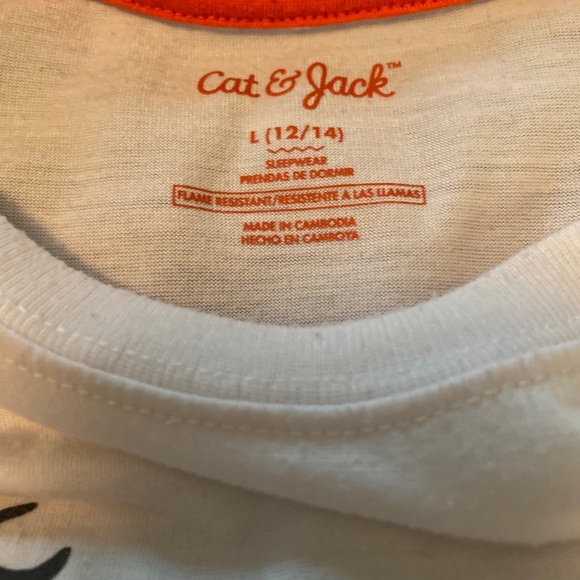 Cat & Jack™
L (12/14)
SLEEPWEAR
PRENDAS DE DORMIR
FLAME RESISTANT/RESISTENTE A LAS LLAMAS
MADE IN CAMBODIA
HECHO EN CAMBOYA